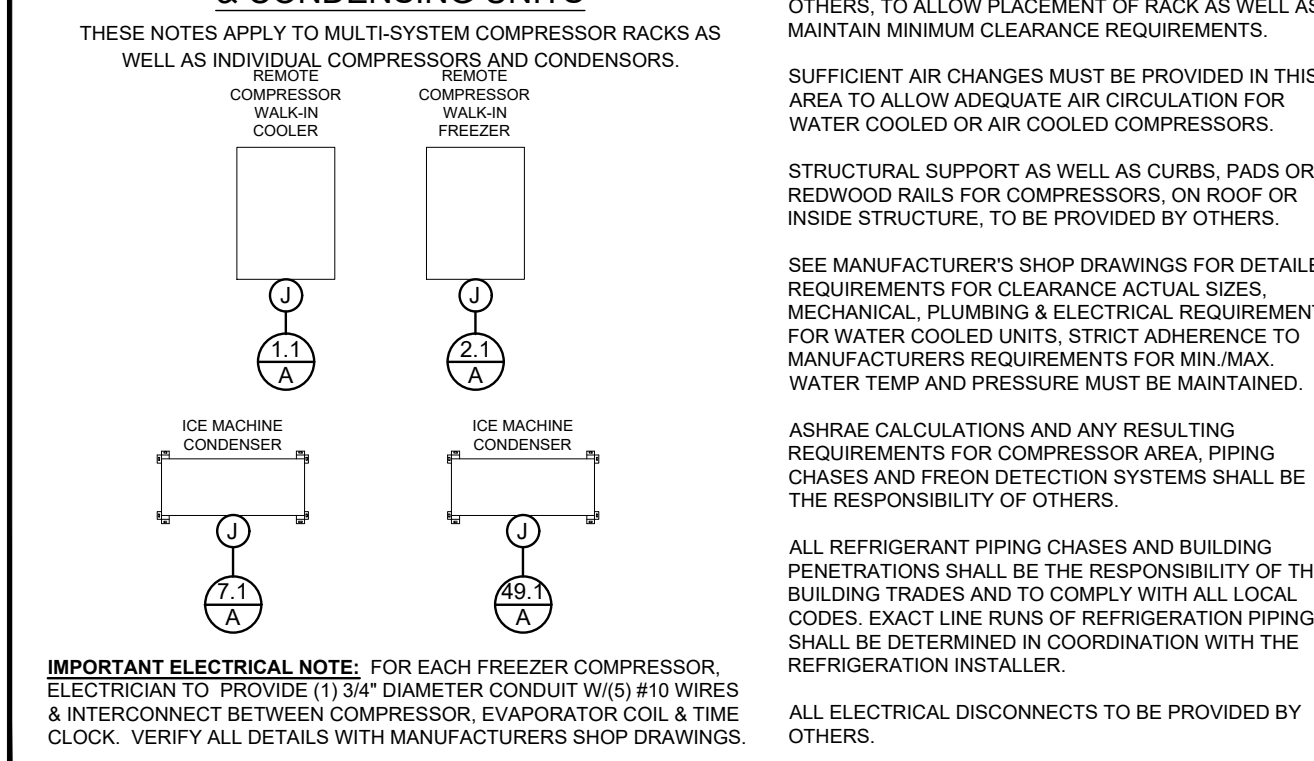 & CONDENSING UNITS
THESE NOTES APPLY TO MULTI-SYSTEM COMPRESSOR RACKS AS
WELL AS INDIVIDUAL COMPRESSORS AND CONDENSORS.
REMOTE
COMPRESSOR
WALK-IN
COOLER
REMOTE
COMPRESSOR
WALK-IN
FREEZER
J
J
1.1
A
2.1
A
ICE MACHINE
CONDENSER
ICE MACHINE
CONDENSER
J
J
7.1
A
49.1
A
IMPORTANT ELECTRICAL NOTE: FOR EACH FREEZER COMPRESSOR,
ELECTRICIAN TO PROVIDE (1) 3/4" DIAMETER CONDUIT W/(5) #10 WIRES
& INTERCONNECT BETWEEN COMPRESSOR, EVAPORATOR COIL & TIME
CLOCK. VERIFY ALL DETAILS WITH MANUFACTURERS SHOP DRAWINGS.
OTHERS, TO ALLOW PLACEMENT OF RACK AS WELL AS
MAINTAIN MINIMUM CLEARANCE REQUIREMENTS.
SUFFICIENT AIR CHANGES MUST BE PROVIDED IN THIS
AREA TO ALLOW ADEQUATE AIR CIRCULATION FOR
WATER COOLED OR AIR COOLED COMPRESSORS.
STRUCTURAL SUPPORT AS WELL AS CURBS, PADS OR
REDWOOD RAILS FOR COMPRESSORS, ON ROOF OR
INSIDE STRUCTURE, TO BE PROVIDED BY OTHERS.
SEE MANUFACTURER'S SHOP DRAWINGS FOR DETAILE
REQUIREMENTS FOR CLEARANCE ACTUAL SIZES,
MECHANICAL, PLUMBING & ELECTRICAL REQUIREMENT
FOR WATER COOLED UNITS, STRICT ADHERENCE TO
MANUFACTURERS REQUIREMENTS FOR MIN./MAX.
WATER TEMP AND PRESSURE MUST BE MAINTAINED.
ASHRAE CALCULATIONS AND ANY RESULTING
REQUIREMENTS FOR COMPRESSOR AREA, PIPING
CHASES AND FREON DETECTION SYSTEMS SHALL BE
THE RESPONSIBILITY OF OTHERS.
ALL REFRIGERANT PIPING CHASES AND BUILDING
PENETRATIONS SHALL BE THE RESPONSIBILITY OF TH
BUILDING TRADES AND TO COMPLY WITH ALL LOCAL
CODES. EXACT LINE RUNS OF REFRIGERATION PIPING
SHALL BE DETERMINED IN COORDINATION WITH THE
REFRIGERATION INSTALLER.
ALL ELECTRICAL DISCONNECTS TO BE PROVIDED BY
OTHERS.